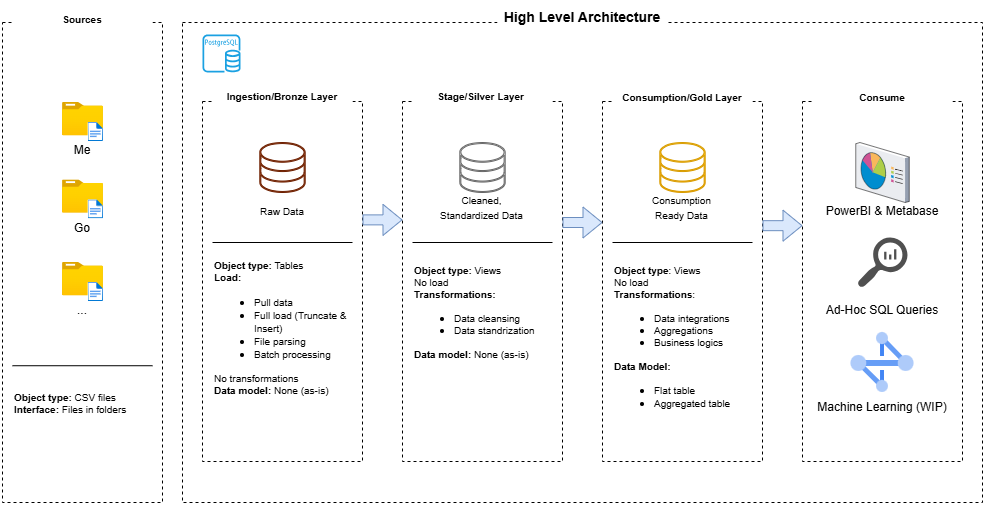 Sources
High Level Architecture
PostgreSQL
Me
Go
...
Object type: CSV files
Interface: Files in folders
Ingestion/Bronze Layer
Raw Data
Object type: Tables
Load:
Pull data
Full load (Truncate &
Insert)
File parsing
Batch processing
No transformations
Data model: None (as-is)
Stage/Silver Layer
Cleaned,
Standardized Data
Object type: Views
No load
Transformations:
Data cleansing
Data standrization
Data model: None (as-is)
Consumption/Gold Layer
Consumption
Ready Data
Object type: Views
No load
Transformations:
Data integrations
Aggregations
Business logics
Data Model:
Flat table
Aggregated table
Consume
PowerBI & Metabase
Ad-Hoc SQL Queries
Machine Learning (WIP)